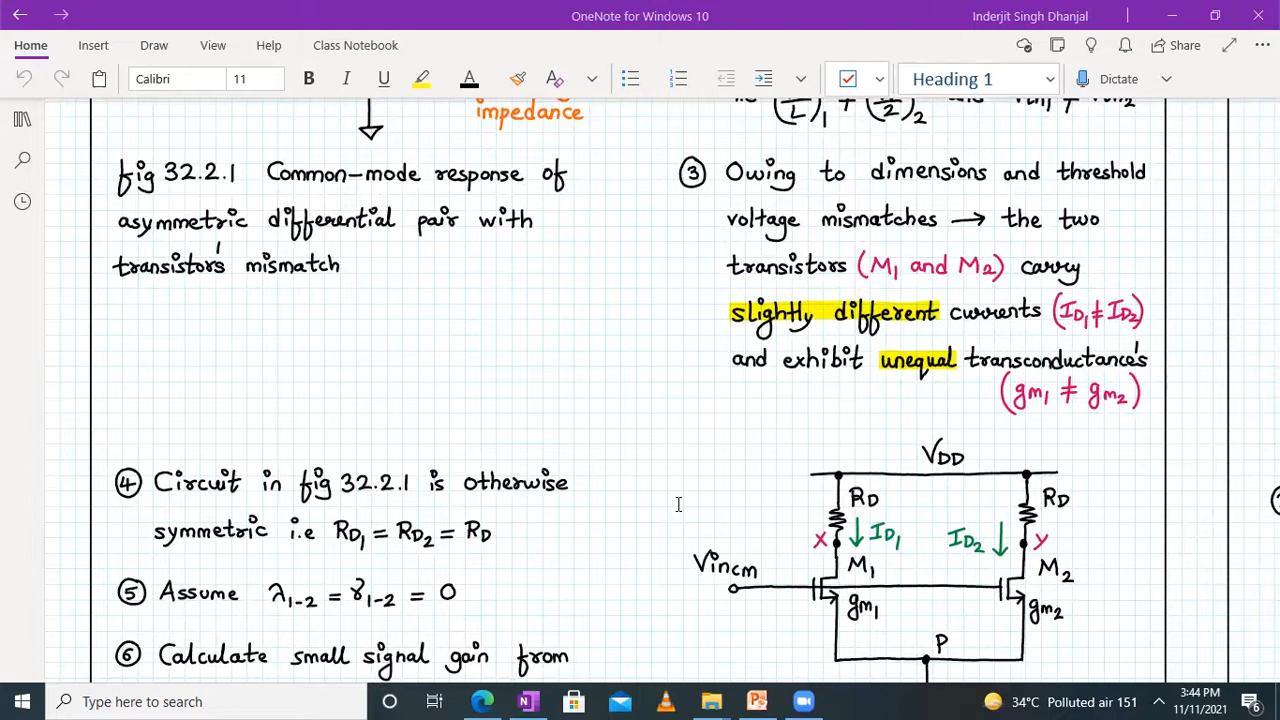 OneNote for Windows 10
Inderjit Singh Dhanjal
Home Insert Draw View Help Class Notebook
Share
Calibri 11 B I U A Heading 1 Dictate
impedance
fig 32.2.1 Common-mode response of
asymmetric differential pair with
transistors' mismatch
④ Circuit in fig 32.2.1 is otherwise
symmetric i.e RD1 = RD2 = RD
⑤ Assume λ1-2 = γ1-2 = 0
⑥ Calculate small signal gain from
③ Owing to dimensions and threshold
voltage mismatches → the two
transistors (M1 and M2) carry
slightly different currents (ID1 ≠ ID2)
and exhibit unequal transconductance's
(gm1 ≠ gm2)
VDD
RD RD
X ID1 ID2 Y
Vincm M1 M2
gm1 gm2
P
Type here to search
34°C Polluted air 151
3:44 PM
11/11/2021
6